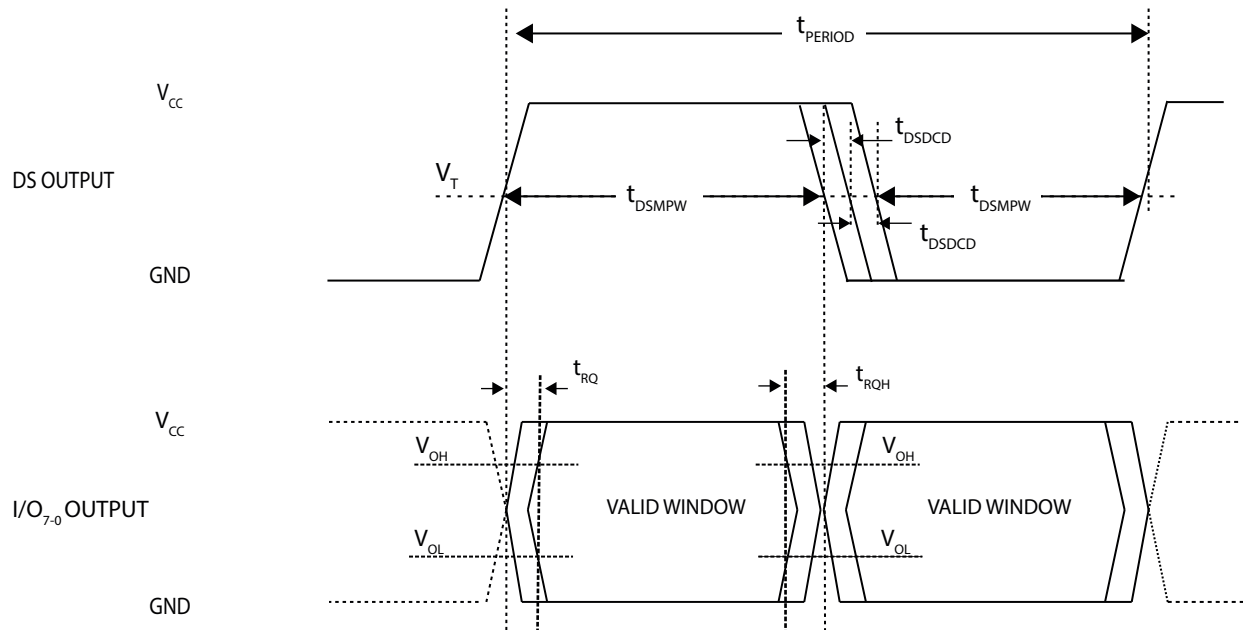 tPERIOD
VCC
tDSDCD
DS OUTPUT
VT
tDSMPW
tDSMPW
tDSDCD
GND
tRQ
tRQH
VCC
VOH
VOH
I/O7-0 OUTPUT
VALID WINDOW
VALID WINDOW
VOL
VOL
GND